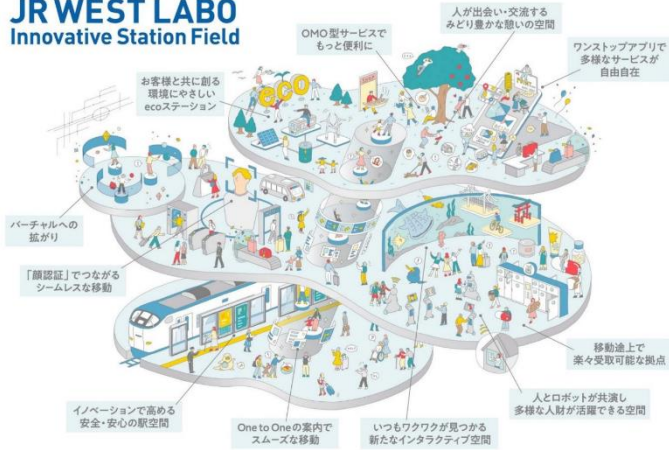 JR WEST LABO
Innovative Station Field
OMO型サービスで
もっと便利に
人が出会い・交流する
みどり豊かな憩いの空間
ワンストップアプリで
多様なサービスが
自由自在
お客様と共に創る
環境にやさしい
ecoステーション
eco
バーチャルへの
拡がり
「顔認証」でつながる
シームレスな移動
移動途上で
楽々受取可能な拠点
人とロボットが共演し
多様な人財が活躍できる空間
イノベーションで高める
安全・安心の駅空間
One to Oneの案内で
スムーズな移動
いつもワクワクが見つかる
新たなインタラクティブ空間